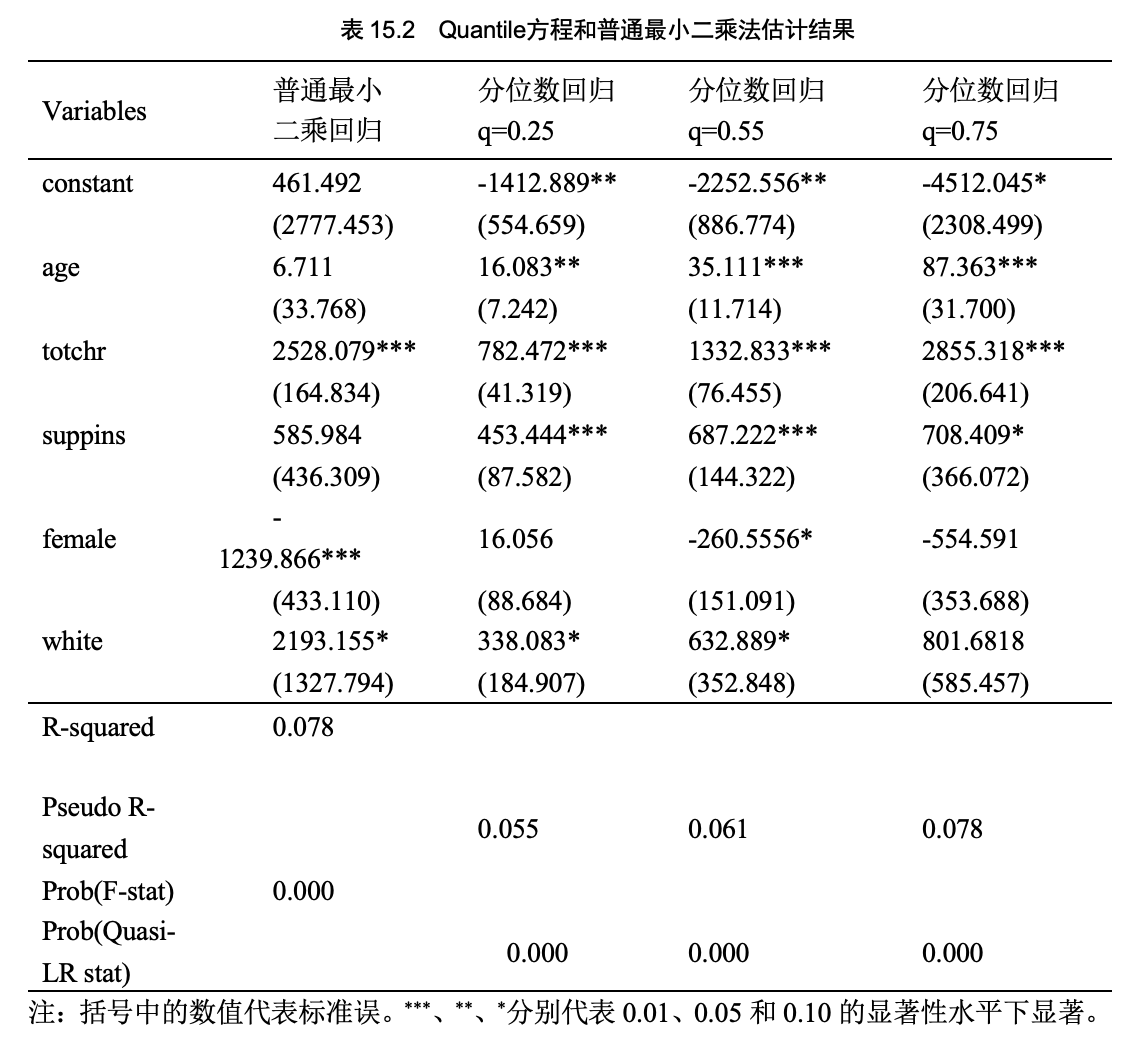 表 15.2 Quantile方程和普通最小二乘法估计结果
Variables 普通最小二乘回归 分位数回归 q=0.25 分位数回归 q=0.55 分位数回归 q=0.75
constant 461.492 -1412.889** -2252.556** -4512.045*
(2777.453) (554.659) (886.774) (2308.499)
age 6.711 16.083** 35.111*** 87.363***
(33.768) (7.242) (11.714) (31.700)
totchr 2528.079*** 782.472*** 1332.833*** 2855.318***
(164.834) (41.319) (76.455) (206.641)
suppins 585.984 453.444*** 687.222*** 708.409*
(436.309) (87.582) (144.322) (366.072)
female -1239.866*** 16.056 -260.5556* -554.591
(433.110) (88.684) (151.091) (353.688)
white 2193.155* 338.083* 632.889* 801.6818
(1327.794) (184.907) (352.848) (585.457)
R-squared 0.078
Pseudo R-squared 0.055 0.061 0.078
Prob(F-stat) 0.000
Prob(Quasi-LR stat) 0.000 0.000 0.000
注：括号中的数值代表标准误。***、**、*分别代表 0.01、0.05 和 0.10 的显著性水平下显著。